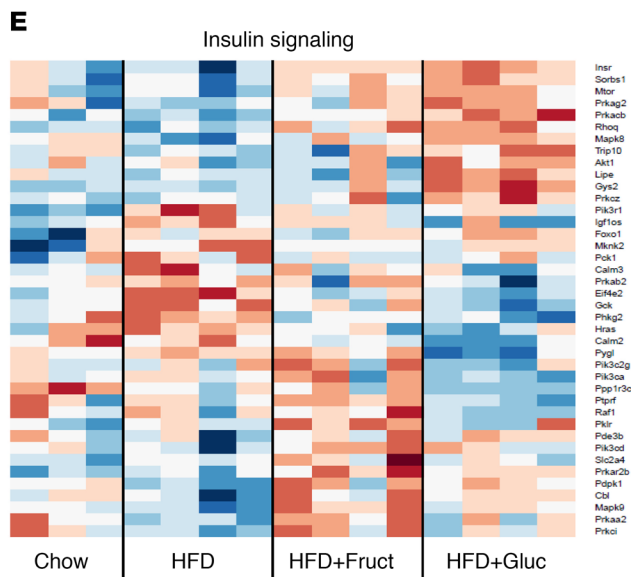 E
Insulin signaling
Insr
Sorbs1
Mtor
Prkag2
Prkacb
Rhoq
Mapk8
Trip10
Akt1
Lipe
Gys2
Prkcz
Pik3r1
Igf1os
Foxo1
Mknk2
Pck1
Calm3
Prkab2
Eif4e2
Gck
Phkg2
Hras
Calm2
Pygl
Pik3c2g
Pik3ca
Ppp1r3c
Ptprf
Raf1
Pklr
Pde3b
Pik3cd
Slc2a4
Prkar2b
Pdpk1
Cbl
Mapk9
Prkaa2
Prkci
Chow HFD HFD+Fruct HFD+Gluc